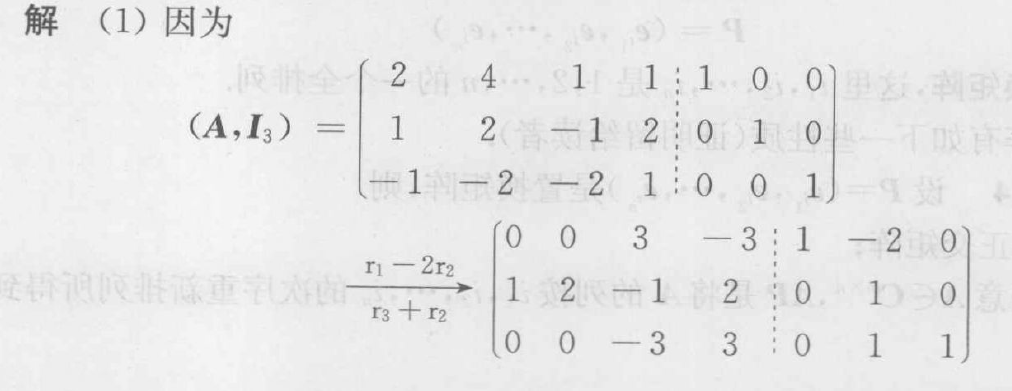 解 (1) 因为
(A, I₃) = ⎛ 2 4 1 1 ⋮ 1 0 0 ⎞
1 2 −1 2 ⋮ 0 1 0
−1 −2 −2 1 ⋮ 0 0 1
r₁−2r₂
r₃+r₂
0 0 3 −3 ⋮ 1 −2 0
1 2 −1 2 ⋮ 0 1 0
0 0 −3 3 ⋮ 0 1 1